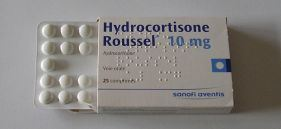 Hydrocortisone
Roussel® 10 mg
hydrocortisone
Voie orale
25 comprimés
sanofi aventis